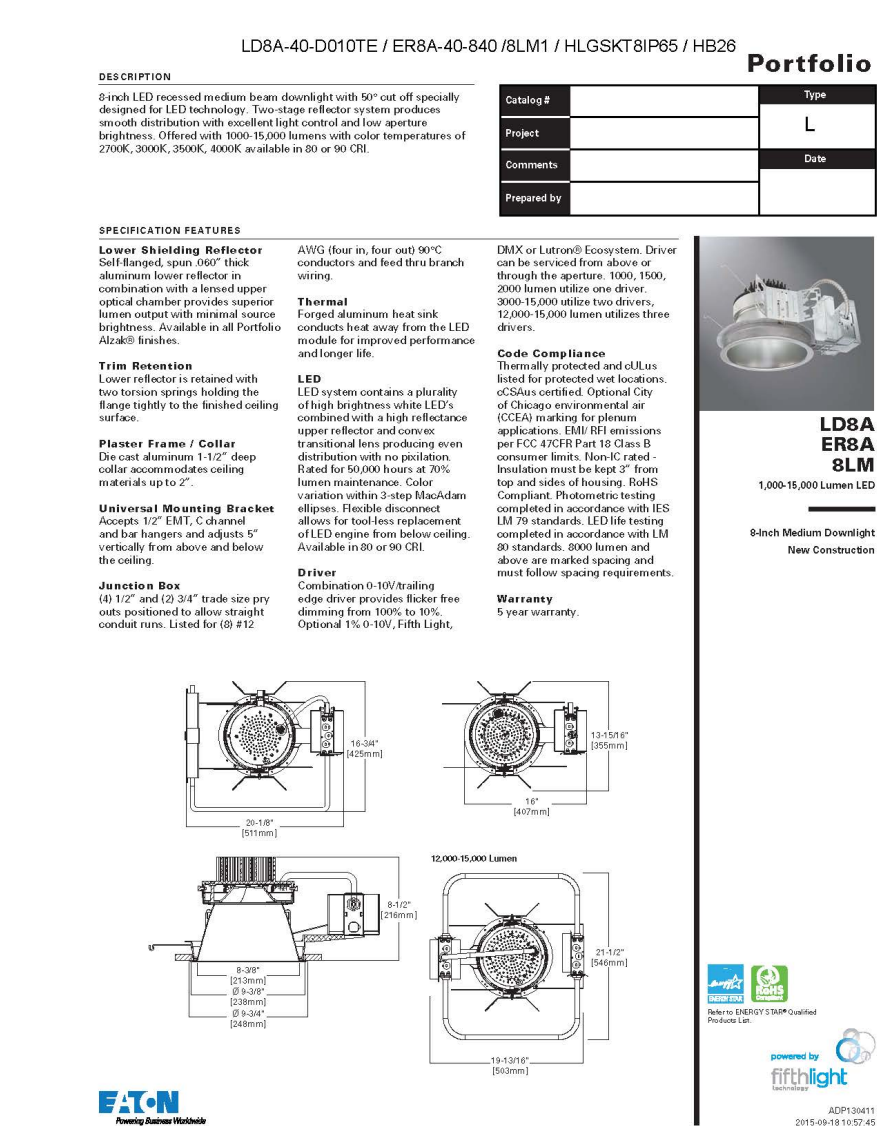 LD8A-40-D010TE / ER8A-40-840 /8LM1 / HLGSKT8IP65 / HB26
Portfolio
DESCRIPTION
8-inch LED recessed medium beam downlight with 50° cut off specially
designed for LED technology. Two-stage reflector system produces
smooth distribution with excellent light control and low aperture
brightness. Offered with 1000-15,000 lumens with color temperatures of
2700K, 3000K, 3500K, 4000K available in 80 or 90 CRI.
Catalog #
Type
Project
L
Comments
Date
Prepared by
SPECIFICATION FEATURES
Lower Shielding Reflector
Self-flanged, spun .060” thick
aluminum lower reflector in
combination with a lensed upper
optical chamber provides superior
lumen output with minimal source
brightness. Available in all Portfolio
Alzak® finishes.
Trim Retention
Lower reflector is retained with
two torsion springs holding the
flange tightly to the finished ceiling
surface.
Plaster Frame / Collar
Die cast aluminum 1-1/2” deep
collar accommodates ceiling
materials up to 2”.
Universal Mounting Bracket
Accepts 1/2” EMT, C channel
and bar hangers and adjusts 5”
vertically from above and below
the ceiling.
Junction Box
(4) 1/2” and (2) 3/4” trade size pry
outs positioned to allow straight
conduit runs. Listed for (8) #12
AWG (four in, four out) 90°C
conductors and feed thru branch
wiring.
Thermal
Forged aluminum heat sink
conducts heat away from the LED
module for improved performance
and longer life.
LED
LED system contains a plurality
of high brightness white LED’s
combined with a high reflectance
upper reflector and convex
transitional lens producing even
distribution with no pixilation.
Rated for 50,000 hours at 70%
lumen maintenance. Color
variation within 3-step MacAdam
ellipses. Flexible disconnect
allows for tool-less replacement
of LED engine from below ceiling.
Available in 80 or 90 CRI.
Driver
Combination 0-10V/trailing
edge driver provides flicker free
dimming from 100% to 10%.
Optional 1% 0-10V, Fifth Light,
DMX or Lutron® Ecosystem. Driver
can be serviced from above or
through the aperture. 1000, 1500,
2000 lumen utilize one driver.
3000-15,000 utilize two drivers,
12,000-15,000 lumen utilizes three
drivers.
Code Compliance
Thermally protected and cULus
listed for protected wet locations.
cCSAus certified. Optional City
of Chicago environmental air
(CCEA) marking for plenum
applications. EMI/ RFI emissions
per FCC 47CFR Part 18 Class B
consumer limits. Non-IC rated -
Insulation must be kept 3” from
top and sides of housing. RoHS
Compliant. Photometric testing
completed in accordance with IES
LM 79 standards. LED life testing
completed in accordance with LM
80 standards. 8000 lumen and
above are marked spacing and
must follow spacing requirements.
Warranty
5 year warranty.
LD8A
ER8A
8LM
1,000-15,000 Lumen LED
8-Inch Medium Downlight
New Construction
16-3/4"
[425mm]
20-1/8"
[511mm]
13-15/16"
[355mm]
16"
[407mm]
8-1/2"
[216mm]
8-3/8"
[213mm]
Ø 9-3/8"
[238mm]
Ø 9-3/4"
[248mm]
12,000-15,000 Lumen
21-1/2"
[546mm]
19-13/16"
[503mm]
ENERGY STAR
RoHS
Compliant
Refer to ENERGY STAR® Qualified
Products List.
powered by
fifthlight
technology
EATON
Powering Business Worldwide
ADP130411
2015-09-18 10:57:45